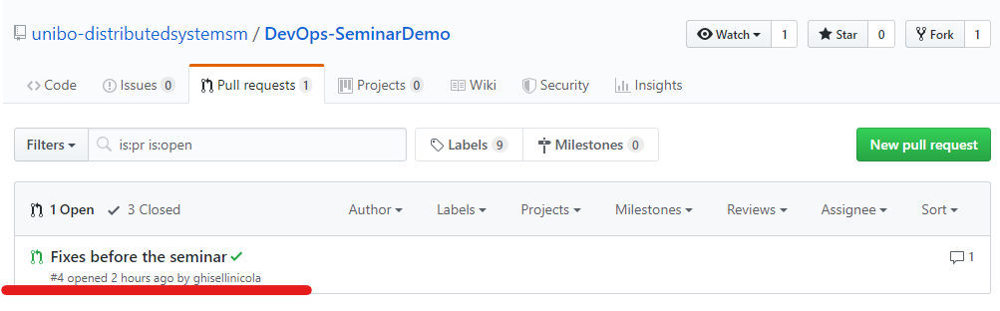 unibo-distributedsystemsm / DevOps-SeminarDemo
Watch 1 Star 0 Fork 1
Code Issues 0 Pull requests 1 Projects 0 Wiki Security Insights
Filters is:pr is:open Labels 9 Milestones 0 New pull request
1 Open 3 Closed Author Labels Projects Milestones Reviews Assignee Sort
Fixes before the seminar 1
#4 opened 2 hours ago by ghisellinicola